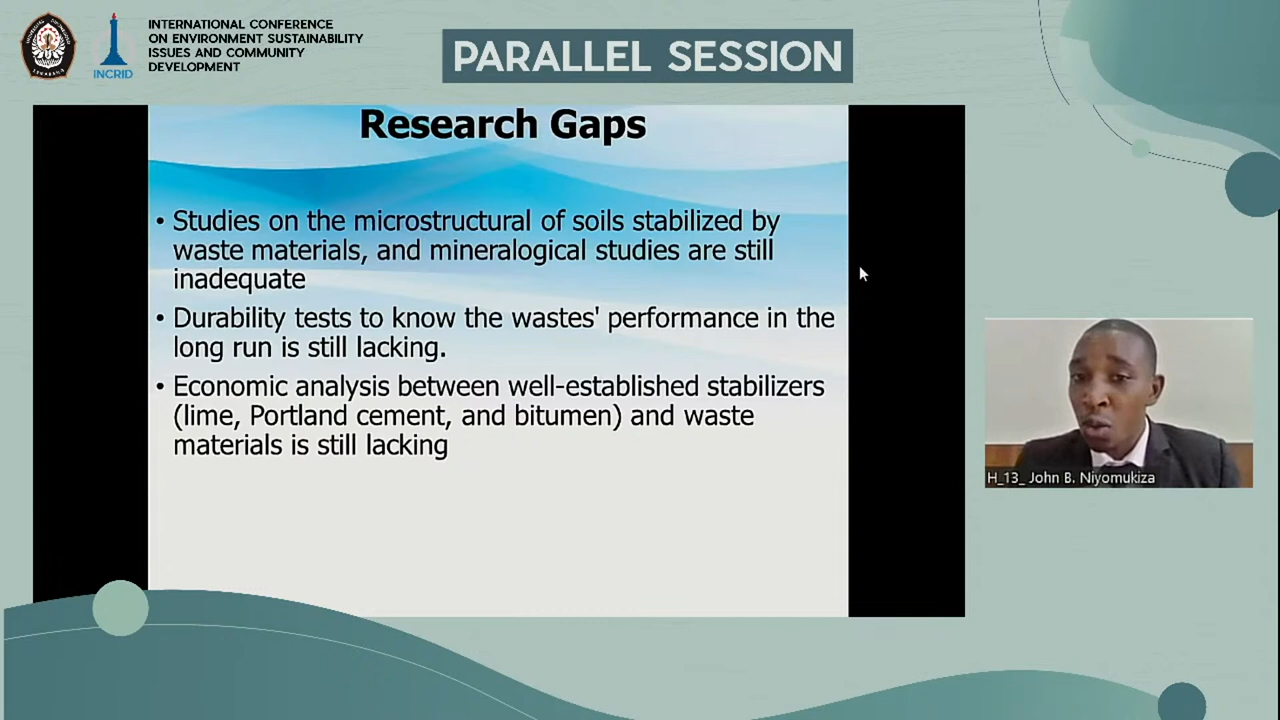 INTERNATIONAL CONFERENCE
ON ENVIRONMENT SUSTAINABILITY
ISSUES AND COMMUNITY
DEVELOPMENT
INCRID
PARALLEL SESSION
Research Gaps
• Studies on the microstructural of soils stabilized by
waste materials, and mineralogical studies are still
inadequate
• Durability tests to know the wastes' performance in the
long run is still lacking.
• Economic analysis between well-established stabilizers
(lime, Portland cement, and bitumen) and waste
materials is still lacking
H_13_ John B. Niyomukiza